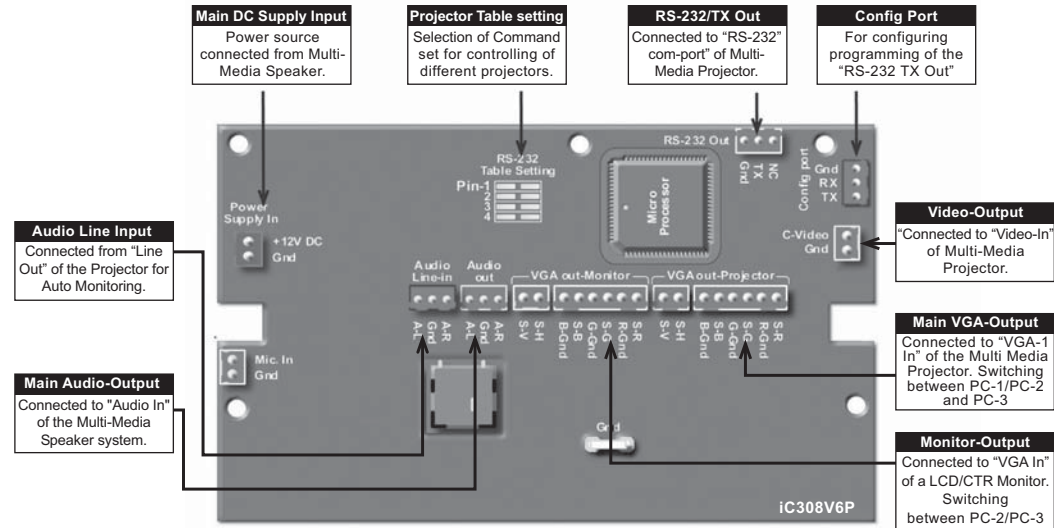 Main DC Supply Input
Power source
connected from Multi-
Media Speaker.
Projector Table setting
Selection of Command
set for controlling of
different projectors.
RS-232/TX Out
Connected to "RS-232"
com-port" of Multi-
Media Projector.
Config Port
For configuring
programming of the
“RS-232 TX Out”
Audio Line Input
Connected from “Line
Out” of the Projector for
Auto Monitoring.
Main Audio-Output
Connected to "Audio In"
of the Multi-Media
Speaker system.
Video-Output
“Connected to “Video-In”
of Multi-Media
Projector.
Main VGA-Output
Connected to “VGA-1
In” of the Multi Media
Projector. Switching
between PC-1/PC-2
and PC-3
Monitor-Output
Connected to “VGA In”
of a LCD/CTR Monitor.
Switching
between PC-2/PC-3
RS-232 Out
Gnd
TX
NC
RS-232
Table Setting
Pin-1
2
3
4
Micro
Processor
Config port
Gnd
RX
TX
Power
Supply In
+12V DC
Gnd
C-Video
Gnd
Audio
Line-in
A-L
Gnd
A-R
Audio
out
A-L
Gnd
A-R
VGA out-Monitor
S-V
S-H
B-Gnd
S-B
G-Gnd
S-G
R-Gnd
S-R
VGA out-Projector
S-V
S-H
B-Gnd
S-B
G-Gnd
S-G
R-Gnd
S-R
Mic. In
Gnd
Gnd
iC308V6P